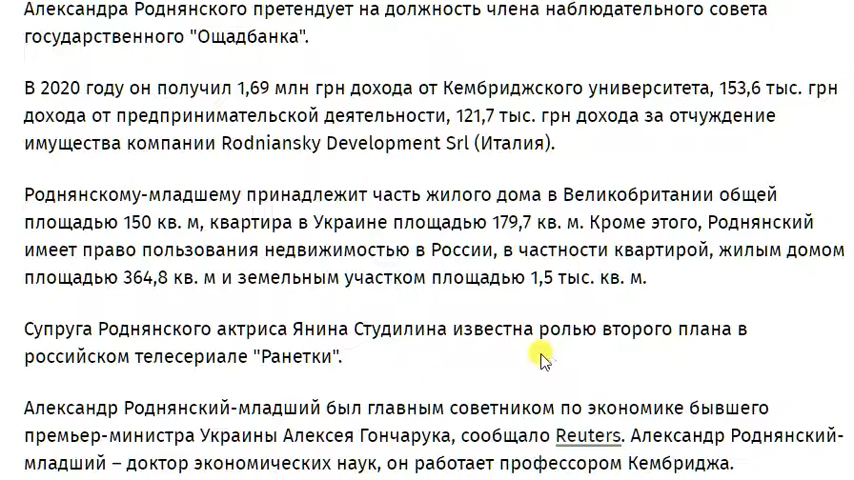 Александра Роднянского претендует на должность члена наблюдательного совета
государственного "Ощадбанка".
В 2020 году он получил 1,69 млн грн дохода от Кембриджского университета, 153,6 тыс. грн
дохода от предпринимательской деятельности, 121,7 тыс. грн дохода за отчуждение
имущества компании Rodniansky Development Srl (Италия).
Роднянскому-младшему принадлежит часть жилого дома в Великобритании общей
площадью 150 кв. м, квартира в Украине площадью 179,7 кв. м. Кроме этого, Роднянский
имеет право пользования недвижимостью в России, в частности квартирой, жилым домом
площадью 364,8 кв. м и земельным участком площадью 1,5 тыс. кв. м.
Супруга Роднянского актриса Янина Студилина известна ролью второго плана в
российском телесериале "Ранетки".
Александр Роднянский-младший был главным советником по экономике бывшего
премьер-министра Украины Алексея Гончарука, сообщало Reuters. Александр Роднянский-
младший – доктор экономических наук, он работает профессором Кембриджа.